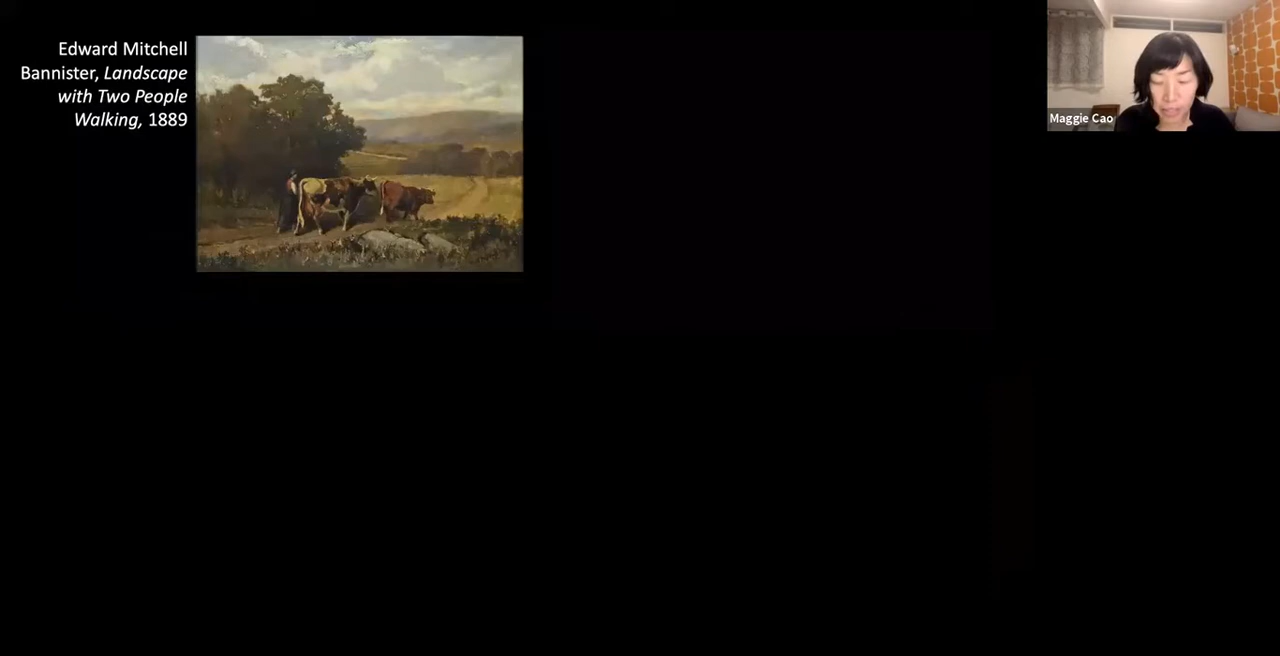 Edward Mitchell
Bannister, Landscape
with Two People
Walking, 1889
Maggie Cao